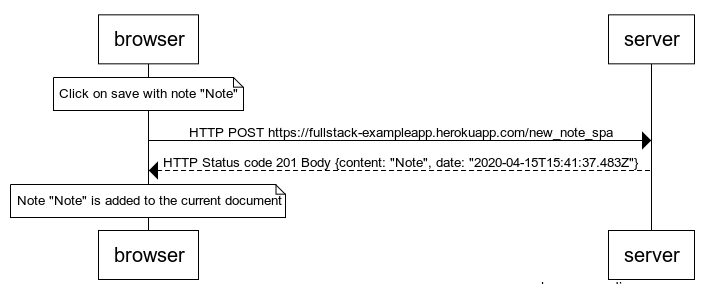 browser
server
Click on save with note "Note"
HTTP POST https://fullstack-exampleapp.herokuapp.com/new_note_spa
HTTP Status code 201 Body {content: "Note", date: "2020-04-15T15:41:37.483Z"}
Note "Note" is added to the current document
browser
server